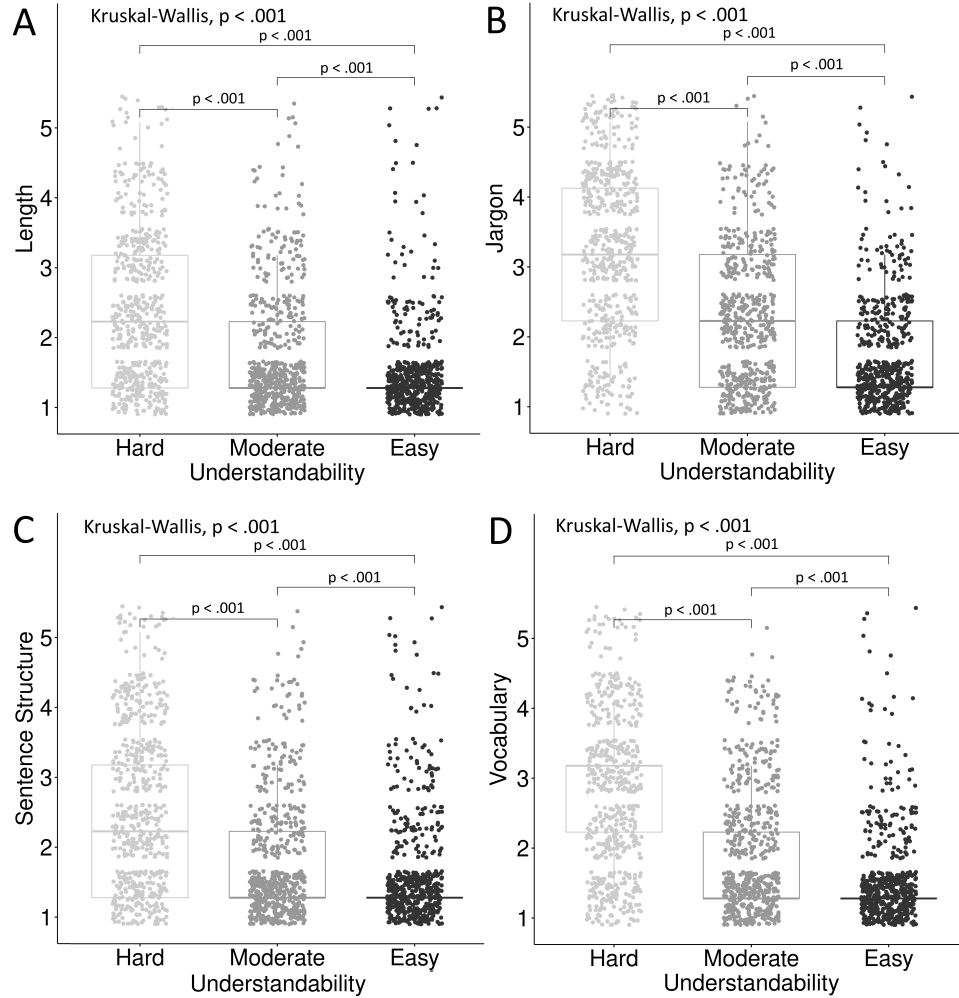 A
Kruskal-Wallis, p < .001
p < .001
p < .001
p < .001
Length
5
4
3
2
1
Hard Moderate Easy
Understandability
B
Kruskal-Wallis, p < .001
p < .001
p < .001
p < .001
Jargon
5
4
3
2
1
Hard Moderate Easy
Understandability
C
Kruskal-Wallis, p < .001
p < .001
p < .001
p < .001
Sentence Structure
5
4
3
2
1
Hard Moderate Easy
Understandability
D
Kruskal-Wallis, p < .001
p < .001
p < .001
p < .001
Vocabulary
5
4
3
2
1
Hard Moderate Easy
Understandability